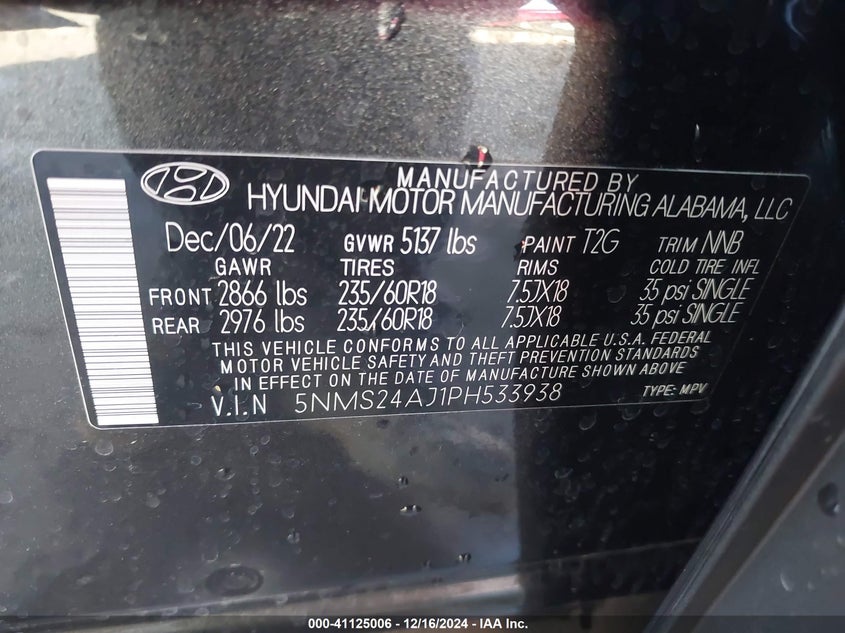 MANUFACTURED BY
HYUNDAI MOTOR MANUFACTURING ALABAMA, LLC
Dec/06/22 GVWR 5137 lbs PAINT T2G TRIM NNB
GAWR TIRES RIMS COLD TIRE INFL
FRONT 2866 lbs 235/60R18 7.5JX18 35 psi SINGLE
REAR 2976 lbs 235/60R18 7.5JX18 35 psi SINGLE
THIS VEHICLE CONFORMS TO ALL APPLICABLE U.S.A. FEDERAL
MOTOR VEHICLE SAFETY AND THEFT PREVENTION STANDARDS
IN EFFECT ON THE DATE OF MANUFACTURE SHOWN ABOVE
V.I.N 5NMS24AJ1PH533938 TYPE: MPV
000-41125006 - 12/16/2024 - IAA Inc.